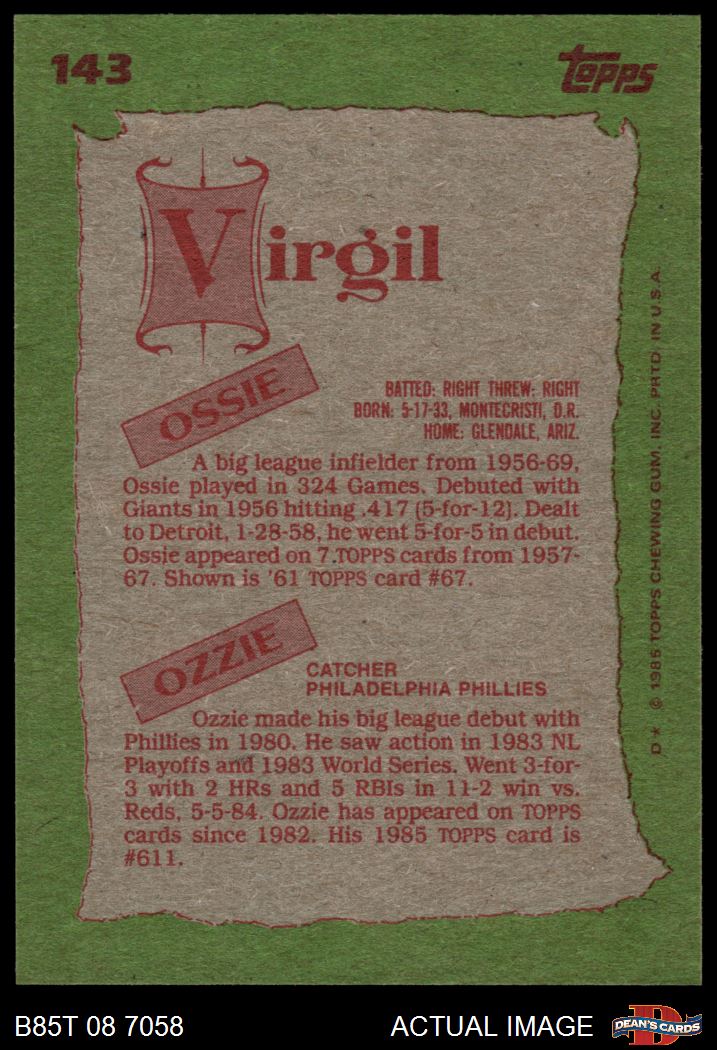 143
Topps
Virgil
OSSIE
BATTED: RIGHT THREW: RIGHT
BORN: 5-17-33, MONTECRISTI, D.R.
HOME: GLENDALE, ARIZ.
A big league infielder from 1956-69,
Ossie played in 324 Games. Debuted with
Giants in 1956 hitting .417 (5-for-12). Dealt
to Detroit, 1-28-58, he went 5-for-5 in debut.
Ossie appeared on 7 TOPPS cards from 1957-
67. Shown is '61 TOPPS card #67.
OZZIE
CATCHER
PHILADELPHIA PHILLIES
Ozzie made his big league debut with
Phillies in 1980. He saw action in 1983 NL
Playoffs and 1983 World Series. Went 3-for-
3 with 2 HRs and 5 RBIs in 11-2 win vs.
Reds, 5-5-84. Ozzie has appeared on TOPPS
cards since 1982. His 1985 TOPPS card is
#611.
D* © 1985 TOPPS CHEWING GUM, INC. PRTD. IN U.S.A.
B85T 08 7058
ACTUAL IMAGE
D
DEAN'S CARDS